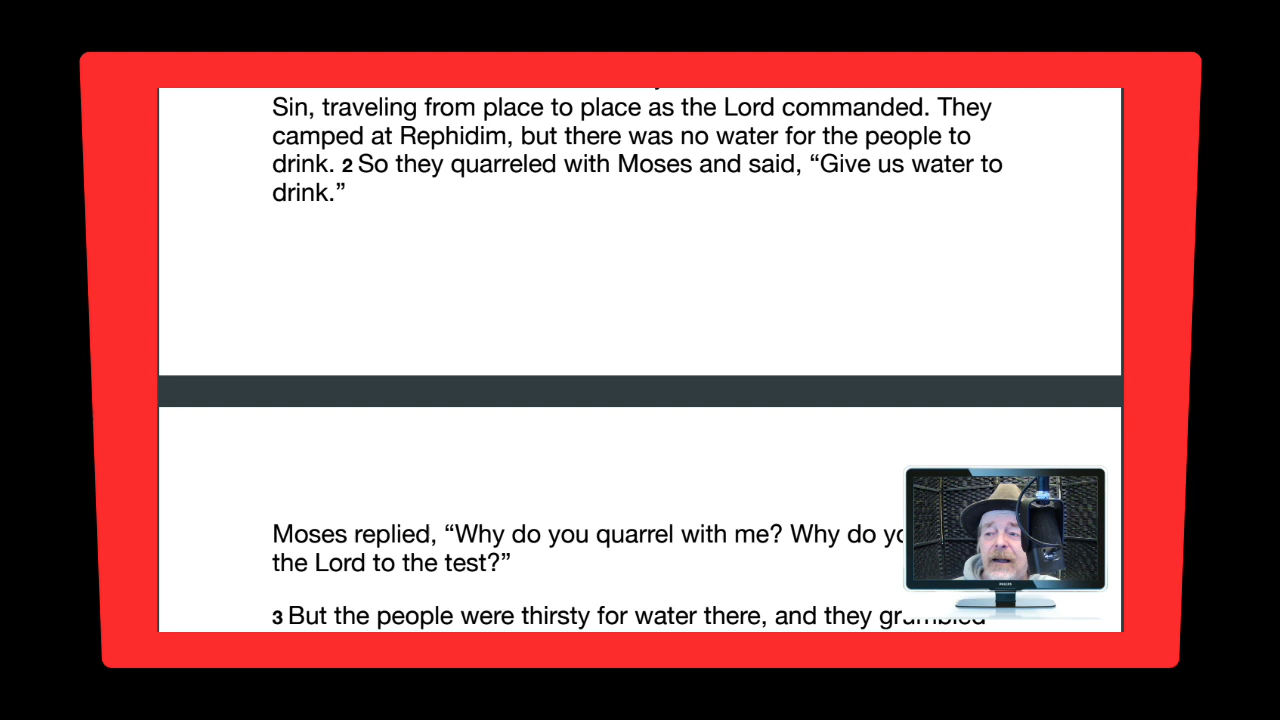 Sin, traveling from place to place as the Lord commanded. They
camped at Rephidim, but there was no water for the people to
drink. 2 So they quarreled with Moses and said, “Give us water to
drink.”
Moses replied, “Why do you quarrel with me? Why do
the Lord to the test?”
3 But the people were thirsty for water there, and they grumbled
PHILIPS